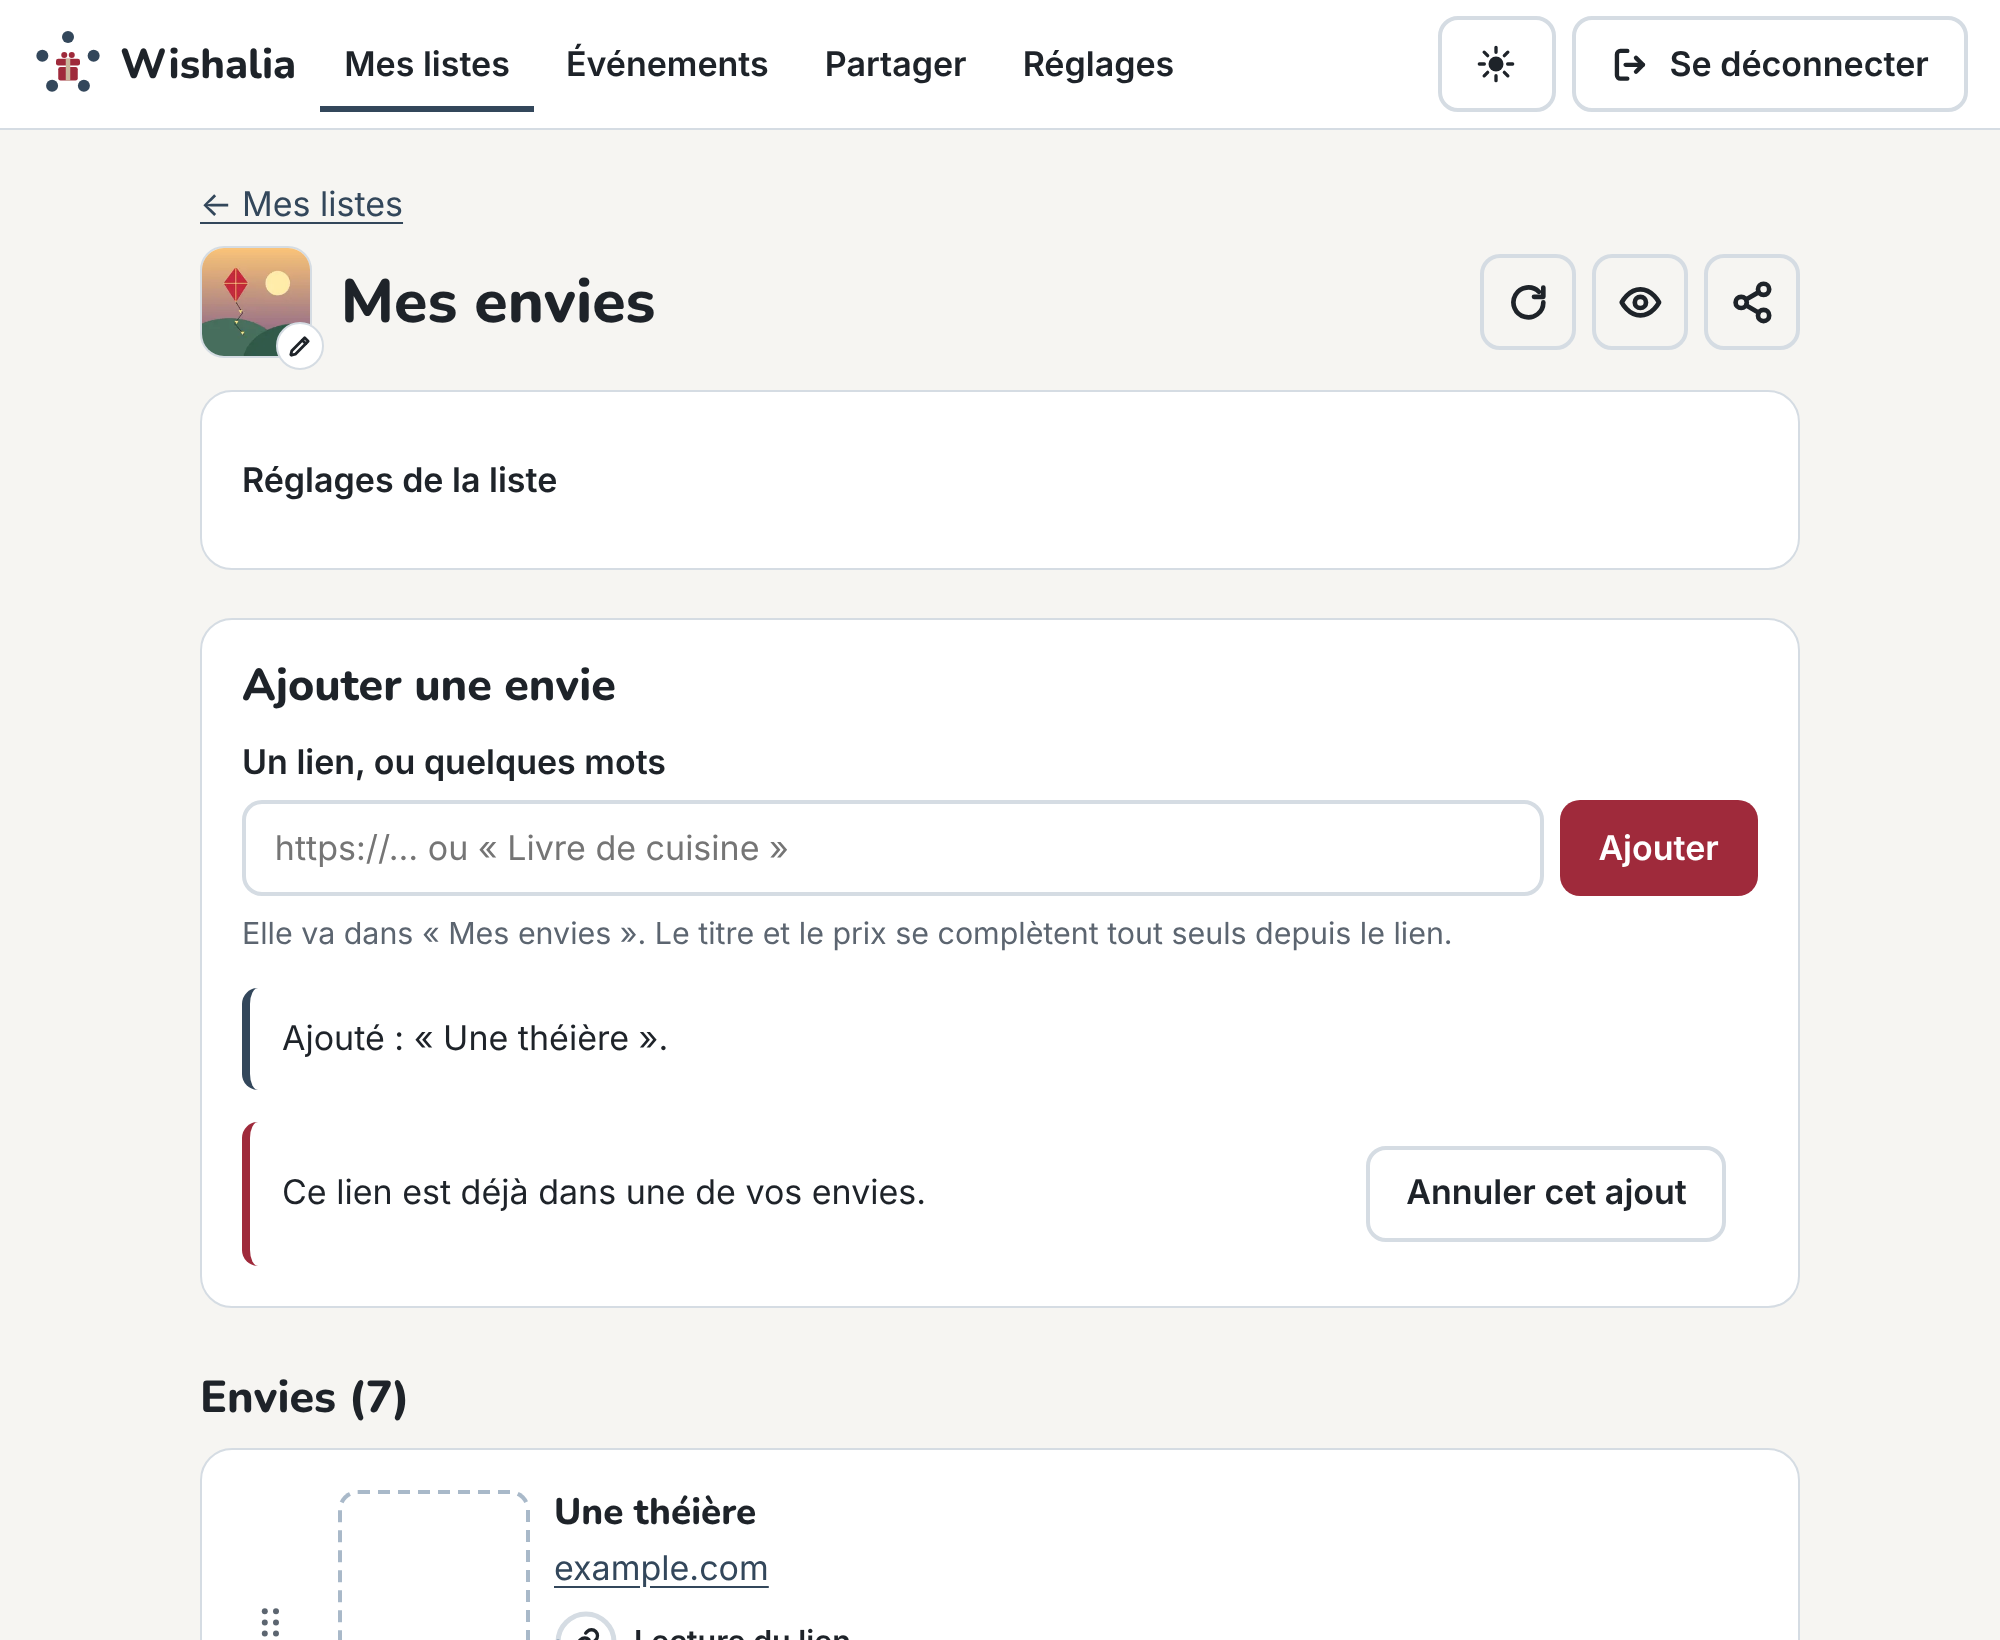 Wishalia
Mes listes
Événements
Partager
Réglages
Se déconnecter
← Mes listes
Mes envies
Réglages de la liste
Ajouter une envie
Un lien, ou quelques mots
https://... ou « Livre de cuisine »
Ajouter
Elle va dans « Mes envies ». Le titre et le prix se complètent tout seuls depuis le lien.
Ajouté : « Une théière ».
Ce lien est déjà dans une de vos envies.
Annuler cet ajout
Envies (7)
Une théière
example.com
Lecture du lien